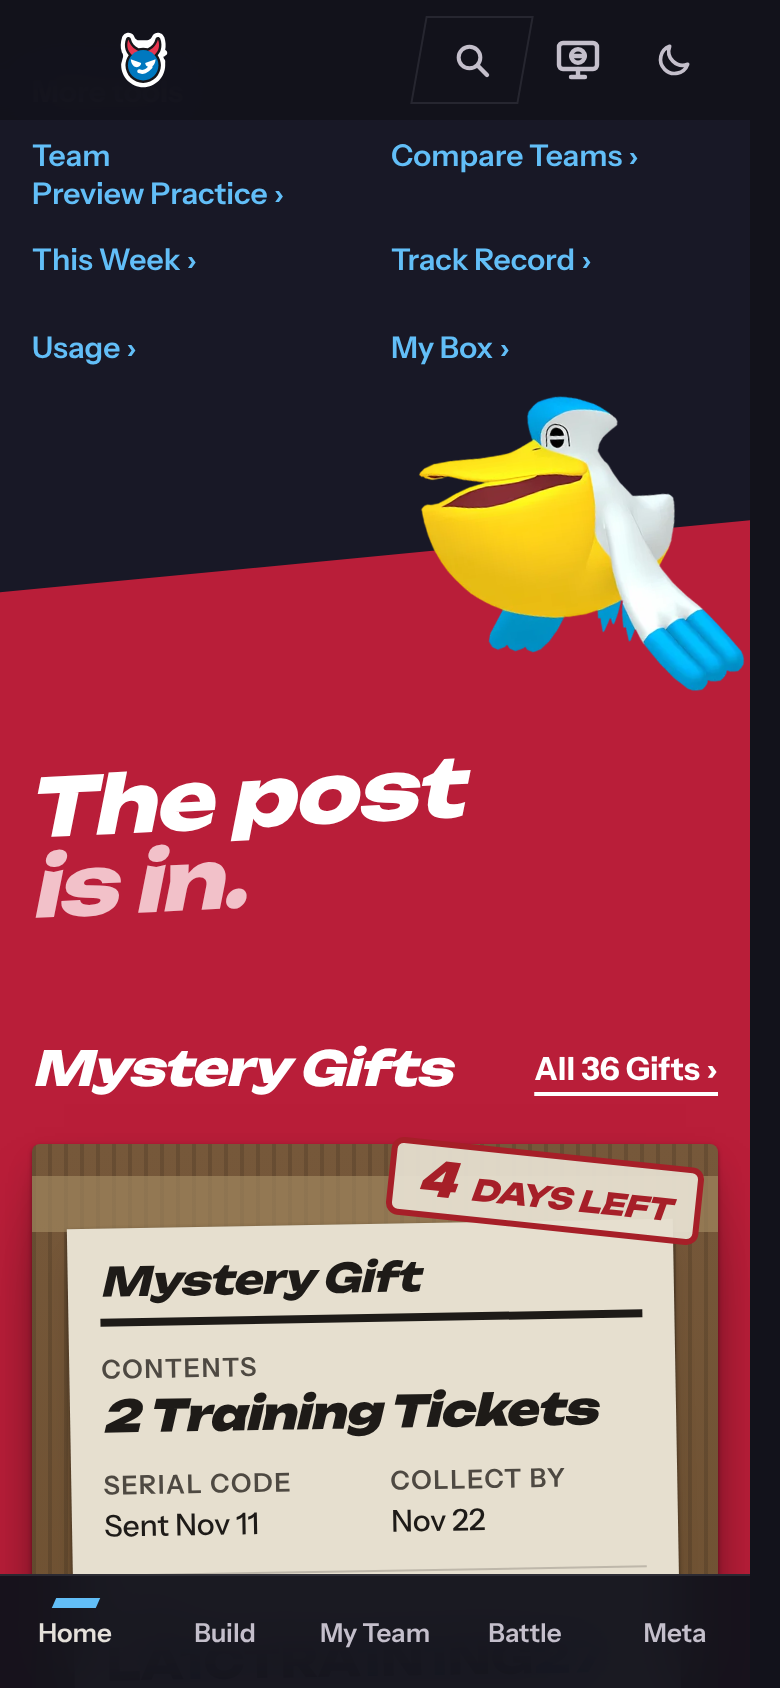 Team
Preview Practice ›
Compare Teams ›
This Week ›
Track Record ›
Usage ›
My Box ›
The post
is in.
Mystery Gifts
All 36 Gifts ›
4 DAYS LEFT
Mystery Gift
CONTENTS
2 Training Tickets
SERIAL CODE
COLLECT BY
Sent Nov 11
Nov 22
Home
Build
My Team
Battle
Meta